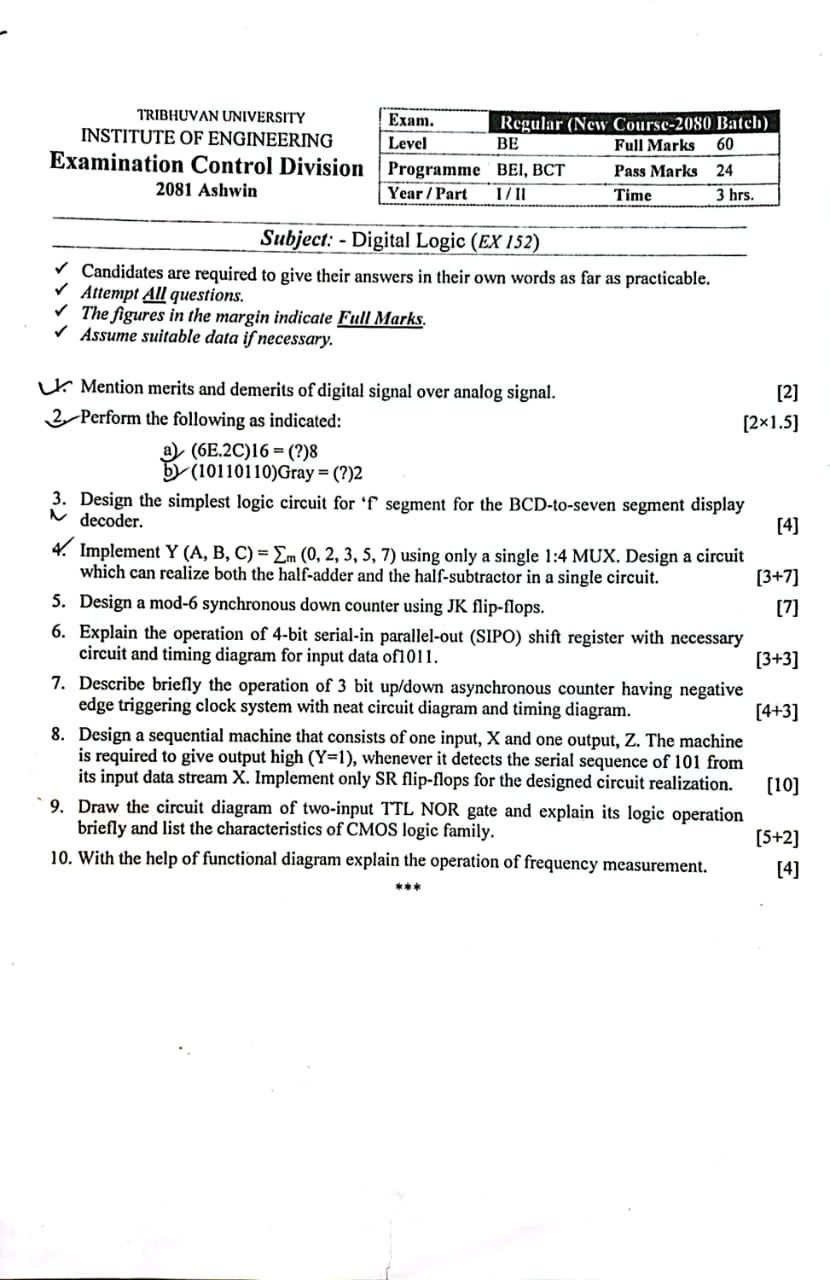 TRIBHUVAN UNIVERSITY
INSTITUTE OF ENGINEERING
Examination Control Division
2081 Ashwin
Exam. Regular (New Course-2080 Batch)
Level BE Full Marks 60
Programme BEI, BCT Pass Marks 24
Year / Part I / II Time 3 hrs.
Subject: - Digital Logic (EX 152)
✓ Candidates are required to give their answers in their own words as far as practicable.
✓ Attempt All questions.
✓ The figures in the margin indicate Full Marks.
✓ Assume suitable data if necessary.
1. Mention merits and demerits of digital signal over analog signal. [2]
2. Perform the following as indicated: [2×1.5]
a) (6E.2C)16 = (?)8
b) (10110110)Gray = (?)2
3. Design the simplest logic circuit for ‘f’ segment for the BCD-to-seven segment display
decoder. [4]
4. Implement Y (A, B, C) = ∑m (0, 2, 3, 5, 7) using only a single 1:4 MUX. Design a circuit
which can realize both the half-adder and the half-subtractor in a single circuit. [3+7]
5. Design a mod-6 synchronous down counter using JK flip-flops. [7]
6. Explain the operation of 4-bit serial-in parallel-out (SIPO) shift register with necessary
circuit and timing diagram for input data of1011. [3+3]
7. Describe briefly the operation of 3 bit up/down asynchronous counter having negative
edge triggering clock system with neat circuit diagram and timing diagram. [4+3]
8. Design a sequential machine that consists of one input, X and one output, Z. The machine
is required to give output high (Y=1), whenever it detects the serial sequence of 101 from
its input data stream X. Implement only SR flip-flops for the designed circuit realization. [10]
9. Draw the circuit diagram of two-input TTL NOR gate and explain its logic operation
briefly and list the characteristics of CMOS logic family. [5+2]
10. With the help of functional diagram explain the operation of frequency measurement. [4]
***